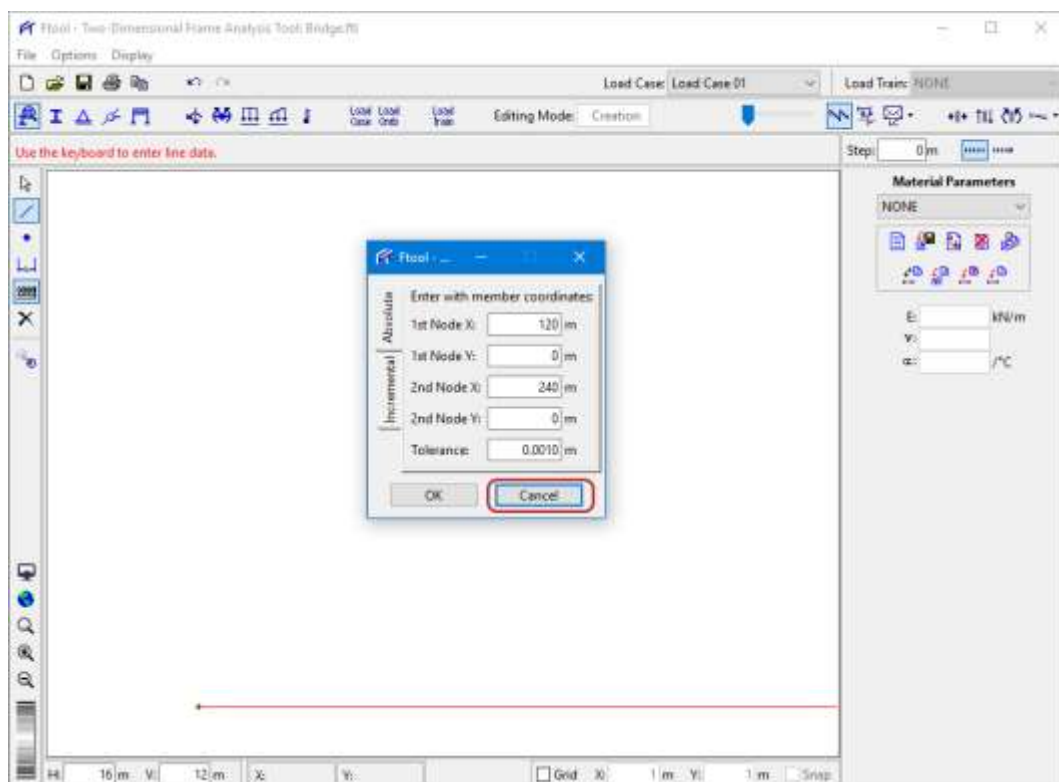 Ftool - Two-Dimensional Frame Analysis Tool: Bridge.ftl
File Options Display
Load Case: Load Case 01 Load Train: NONE
Load Case Load Cmb Load Train Editing Mode: Creation
Use the keyboard to enter line data. Step: 0 m
Material Parameters
NONE
E: kN/m
ν:
α: /°C
Ftool - ...
Absolute
Incremental
Enter with member coordinates:
1st Node X: 120 m
1st Node Y: 0 m
2nd Node X: 240 m
2nd Node Y: 0 m
Tolerance: 0.0010 m
OK Cancel
H: 16 m V: 12 m X: Y: Grid X: 1 m Y: 1 m Snap